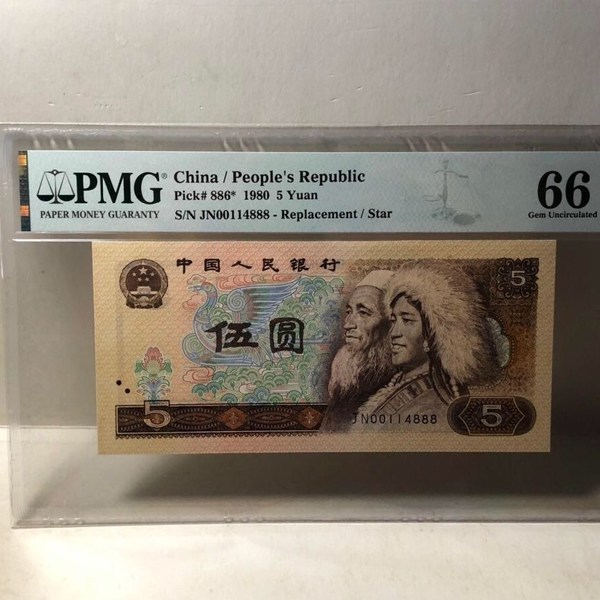 PMG
PAPER MONEY GUARANTY
China / People's Republic
Pick# 886* 1980 5 Yuan
S/N JN00114888 - Replacement / Star
66
Gem Uncirculated
中国人民银行
5
伍圆
JN00114888
5
5